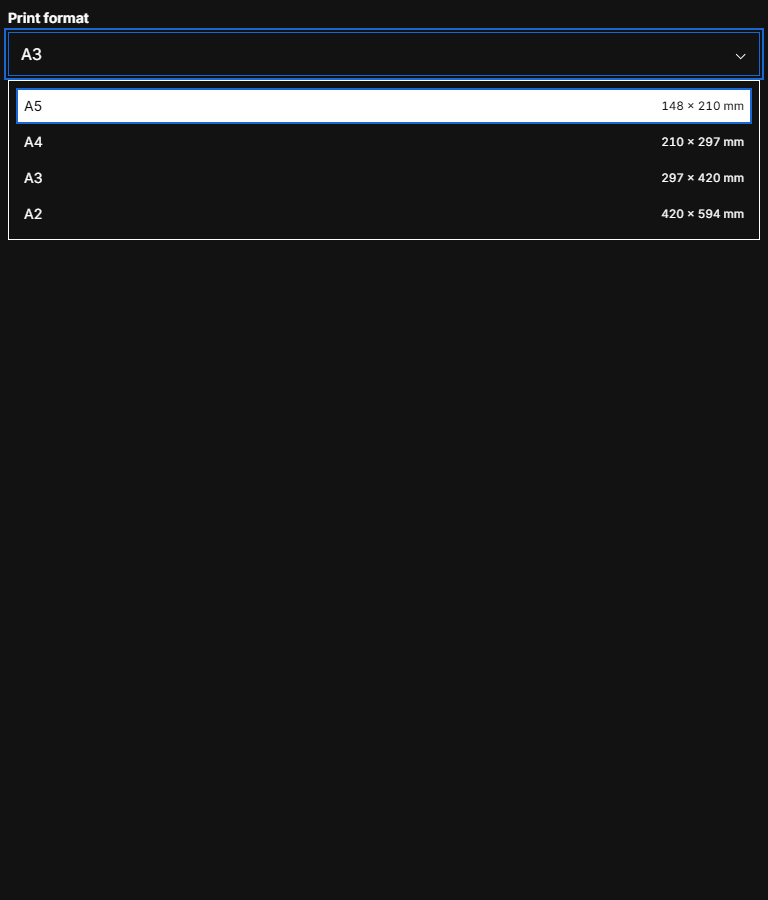 Print format
A3
A5 148 × 210 mm
A4 210 × 297 mm
A3 297 × 420 mm
A2 420 × 594 mm